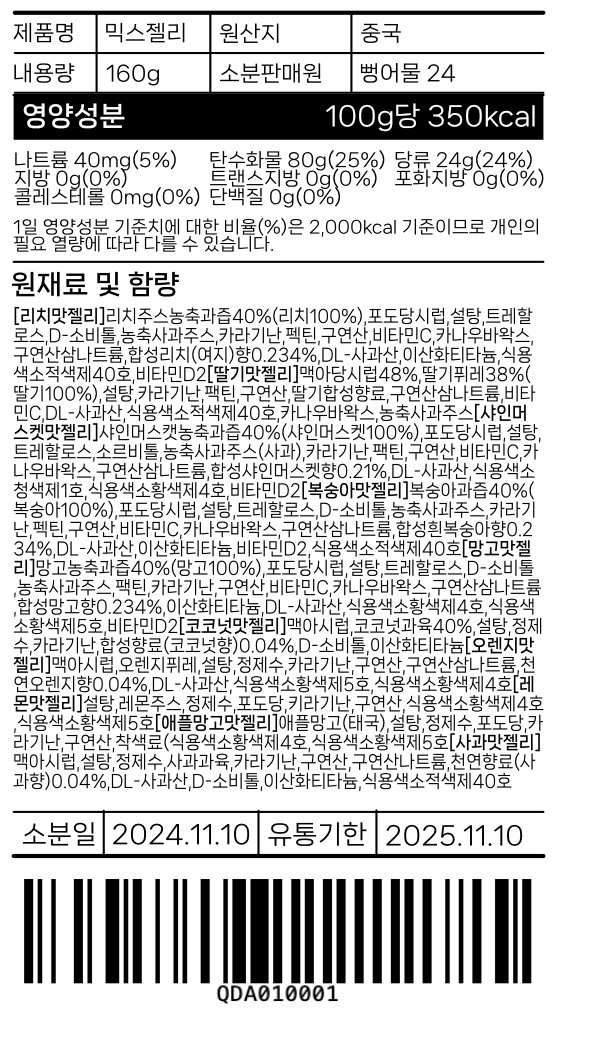 제품명 믹스젤리 원산지 중국
내용량 160g 소분판매원 뻥어물 24
영양성분 100g당 350kcal
나트륨 40mg(5%) 탄수화물 80g(25%) 당류 24g(24%)
지방 0g(0%) 트랜스지방 0g(0%) 포화지방 0g(0%)
콜레스테롤 0mg(0%) 단백질 0g(0%)
1일 영양성분 기준치에 대한 비율(%)은 2,000kcal 기준이므로 개인의
필요 열량에 따라 다를 수 있습니다.
원재료 및 함량
[리치맛젤리]리치주스농축과즙40%(리치100%),포도당시럽,설탕,트레할
로스,D-소비톨,농축사과주스,카라기난,펙틴,구연산,비타민C,카나우바왁스,
구연산삼나트륨,합성리치(여지)향0.234%,DL-사과산,이산화티타늄,식용
색소적색제40호,비타민D2[딸기맛젤리]맥아당시럽48%,딸기퓌레38%(
딸기100%),설탕,카라기난,팩틴,구연산,딸기합성향료,구연산삼나트륨,비타
민C,DL-사과산,식용색소적색제40호,카나우바왁스,농축사과주스[샤인머
스켓맛젤리]샤인머스캣농축과즙40%(샤인머스켓100%),포도당시럽,설탕,
트레할로스,소르비톨,농축사과주스(사과),카라기난,팩틴,구연산,비타민C,카
나우바왁스,구연산삼나트륨,합성샤인머스켓향0.21%,DL-사과산,식용색소
청색제1호,식용색소황색제4호,비타민D2[복숭아맛젤리]복숭아과즙40%(
복숭아100%),포도당시럽,설탕,트레할로스,D-소비톨,농축사과주스,카라기
난,펙틴,구연산,비타민C,카나우바왁스,구연산삼나트륨,합성흰복숭아향0.2
34%,DL-사과산,이산화티타늄,비타민D2,식용색소적색제40호[망고맛젤
리]망고농축과즙40%(망고100%),포도당시럽,설탕,트레할로스,D-소비톨
,농축사과주스,팩틴,카라기난,구연산,비타민C,카나우바왁스,구연산삼나트륨
,합성망고향0.234%,이산화티타늄,DL-사과산,식용색소황색제4호,식용색
소황색제5호,비타민D2[코코넛맛젤리]맥아시럽,코코넛과육40%,설탕,정제
수,카라기난,합성향료(코코넛향)0.04%,D-소비톨,이산화티타늄[오렌지맛
젤리]맥아시럽,오렌지퓌레,설탕,정제수,카라기난,구연산,구연산삼나트륨,천
연오렌지향0.04%,DL-사과산,식용색소황색제5호,식용색소황색제4호[레
몬맛젤리]설탕,레몬주스,정제수,포도당,키라기난,구연산,식용색소황색제4호
,식용색소황색제5호[애플망고맛젤리]애플망고(태국),설탕,정제수,포도당,카
라기난,구연산,착색료(식용색소황색제4호,식용색소황색제5호[사과맛젤리]
맥아시럽,설탕,정제수,사과과육,카라기난,구연산,구연산나트륨,천연향료(사
과향)0.04%,DL-사과산,D-소비톨,이산화티타늄,식용색소적색제40호
소분일 2024.11.10 유통기한 2025.11.10
QDA010001